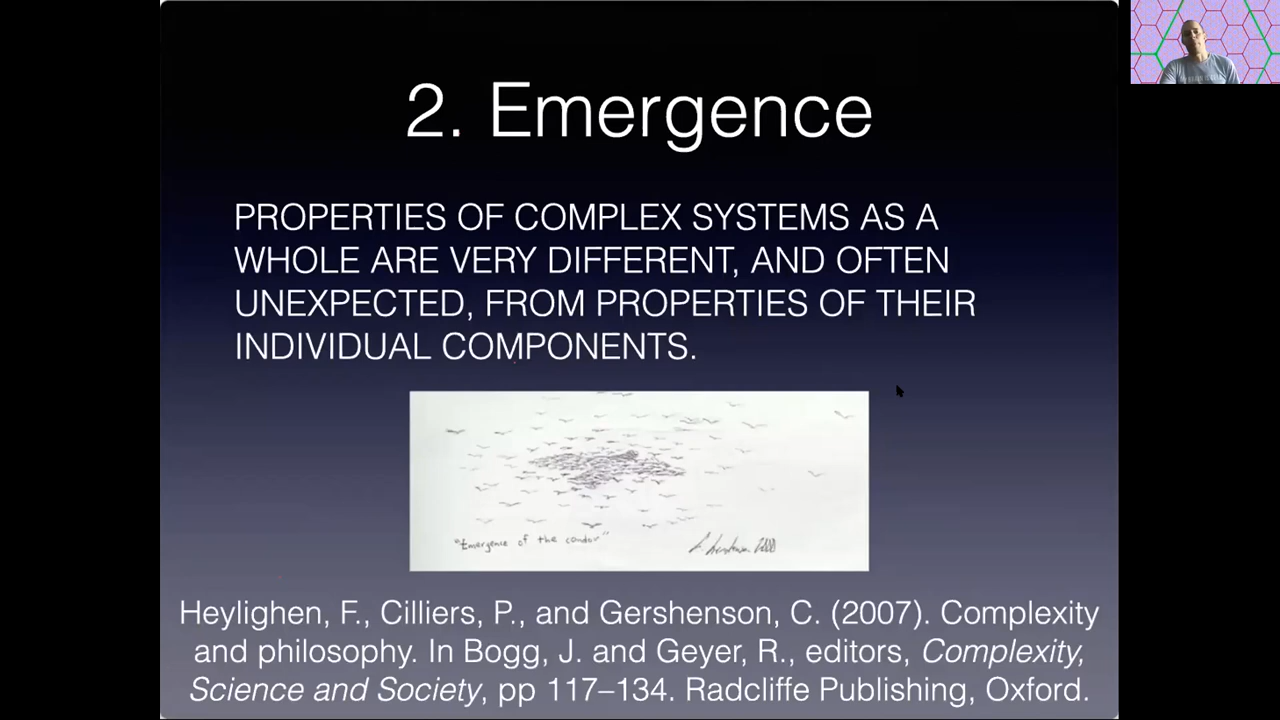 2. Emergence
PROPERTIES OF COMPLEX SYSTEMS AS A
WHOLE ARE VERY DIFFERENT, AND OFTEN
UNEXPECTED, FROM PROPERTIES OF THEIR
INDIVIDUAL COMPONENTS.
"Emergence of the condor"
2000
Heylighen, F., Cilliers, P., and Gershenson, C. (2007). Complexity
and philosophy. In Bogg, J. and Geyer, R., editors, Complexity,
Science and Society, pp 117–134. Radcliffe Publishing, Oxford.